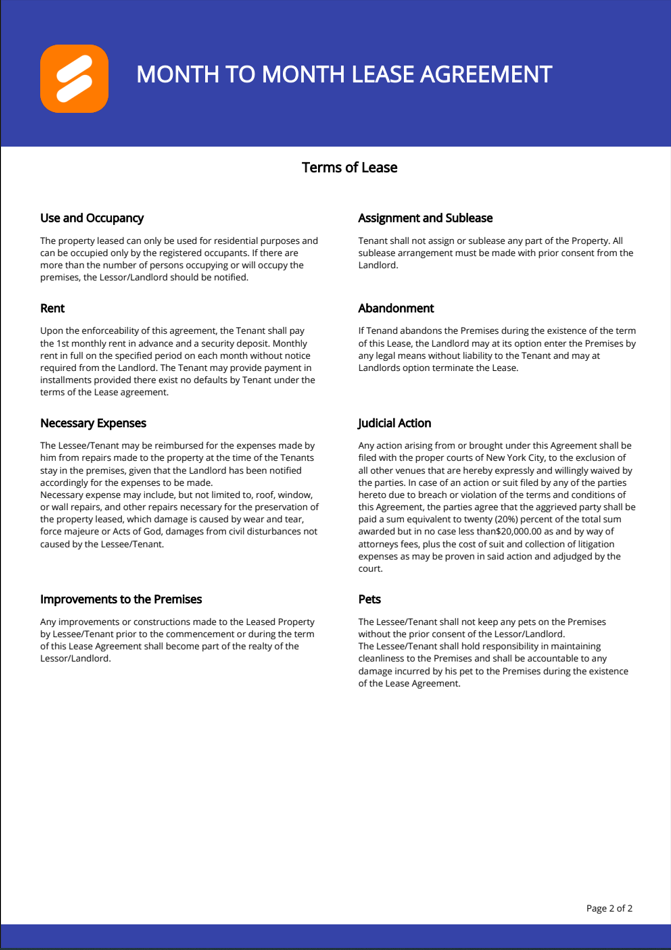 MONTH TO MONTH LEASE AGREEMENT
Terms of Lease
Use and Occupancy
The property leased can only be used for residential purposes and
can be occupied only by the registered occupants. If there are
more than the number of persons occupying or will occupy the
premises, the Lessor/Landlord should be notified.
Assignment and Sublease
Tenant shall not assign or sublease any part of the Property. All
sublease arrangement must be made with prior consent from the
Landlord.
Rent
Upon the enforceability of this agreement, the Tenant shall pay
the 1st monthly rent in advance and a security deposit. Monthly
rent in full on the specified period on each month without notice
required from the Landlord. The Tenant may provide payment in
installments provided there exist no defaults by Tenant under the
terms of the Lease agreement.
Abandonment
If Tenand abandons the Premises during the existence of the term
of this Lease, the Landlord may at its option enter the Premises by
any legal means without liability to the Tenant and may at
Landlords option terminate the Lease.
Necessary Expenses
The Lessee/Tenant may be reimbursed for the expenses made by
him from repairs made to the property at the time of the Tenants
stay in the premises, given that the Landlord has been notified
accordingly for the expenses to be made.
Necessary expense may include, but not limited to, roof, window,
or wall repairs, and other repairs necessary for the preservation of
the property leased, which damage is caused by wear and tear,
force majeure or Acts of God, damages from civil disturbances not
caused by the Lessee/Tenant.
Judicial Action
Any action arising from or brought under this Agreement shall be
filed with the proper courts of New York City, to the exclusion of
all other venues that are hereby expressly and willingly waived by
the parties. In case of an action or suit filed by any of the parties
hereto due to breach or violation of the terms and conditions of
this Agreement, the parties agree that the aggrieved party shall be
paid a sum equivalent to twenty (20%) percent of the total sum
awarded but in no case less than$20,000.00 as and by way of
attorneys fees, plus the cost of suit and collection of litigation
expenses as may be proven in said action and adjudged by the
court.
Improvements to the Premises
Any improvements or constructions made to the Leased Property
by Lessee/Tenant prior to the commencement or during the term
of this Lease Agreement shall become part of the realty of the
Lessor/Landlord.
Pets
The Lessee/Tenant shall not keep any pets on the Premises
without the prior consent of the Lessor/Landlord.
The Lessee/Tenant shall hold responsibility in maintaining
cleanliness to the Premises and shall be accountable to any
damage incurred by his pet to the Premises during the existence
of the Lease Agreement.
Page 2 of 2